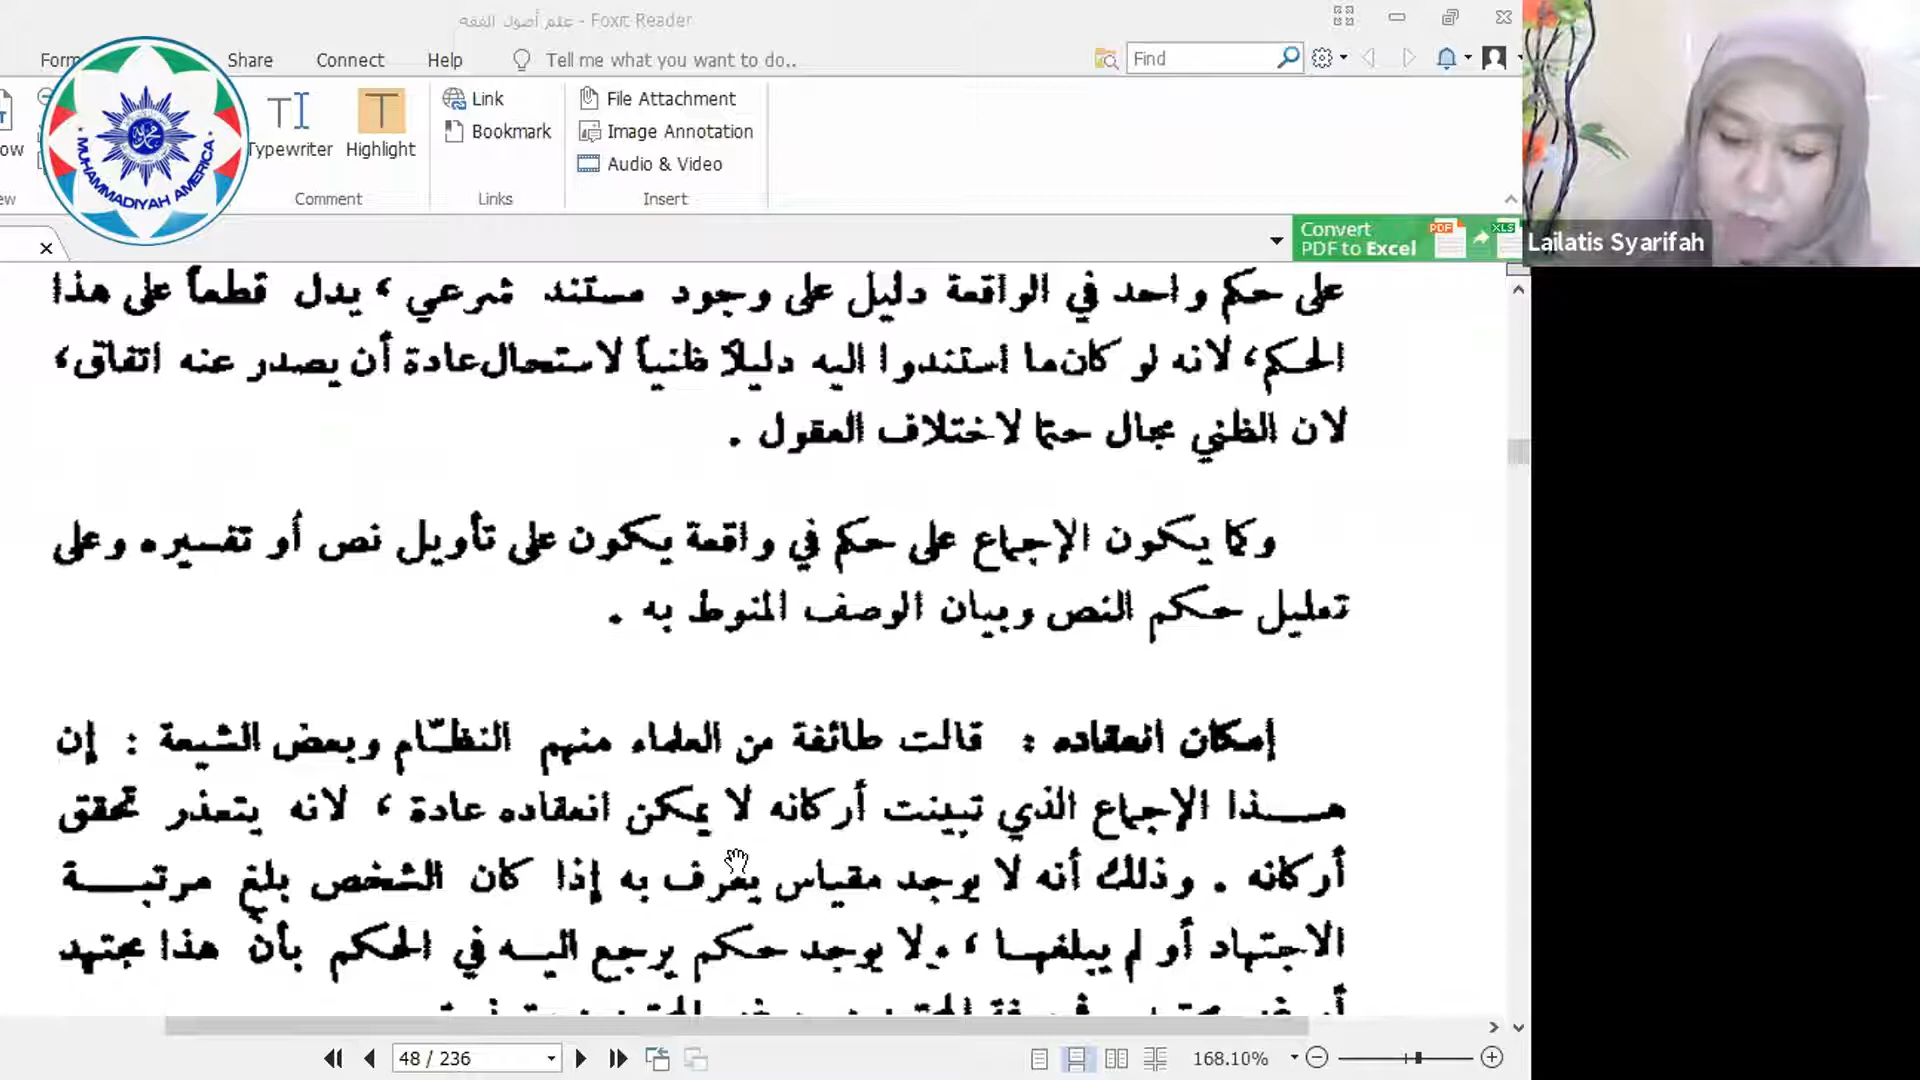 علم أصول الفقه - Foxit Reader
Form
Share
Connect
Help
Tell me what you want to do..
Find
Typewriter
Highlight
Link
Bookmark
File Attachment
Image Annotation
Audio & Video
Comment
Links
Insert
MUHAMMADIYAH AMERICA
Convert
PDF to Excel
PDF
XLS
Lailatis Syarifah
على حكم واحد في الواقعة دليل على وجود مستند شرعي ، يدل قطعاً على هذا
الحكم، لانه لو كان ما استندوا اليه دليلاً ظنياً لاستحال عادة أن يصدر عنه اتفاق،
لان الظني مجال حتما لاختلاف العقول .
وكما يكون الإجماع على حكم في واقعة يكون على تأويل نص أو تفسيره وعلى
تعليل حكم النص وبيان الوصف المنوط به .
إمكان انعقاده : قالت طائفة من العلماء منهم النظّام وبعض الشيعة : إن
هـــذا الإجماع الذي تبينت أركانه لا يمكن انعقاده عادة ، لانه يتعذر تحقق
أركانه . وذلك أنه لا يوجد مقياس يعرف به إذا كان الشخص بلغ مرتبـــة
الاجتهاد أو لم يبلغهــا ، ولا يوجد حكم يرجع اليــه في الحكم بأن هذا مجتهد
48 / 236
168.10%